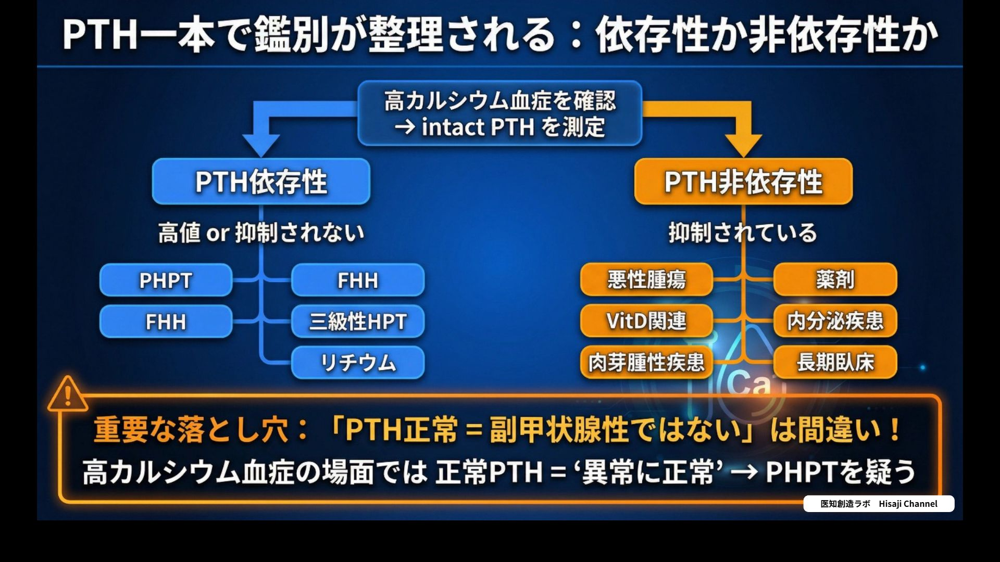 PTH一本で鑑別が整理される：依存性か非依存性か
高カルシウム血症を確認
→ intact PTH を測定
PTH依存性
高値 or 抑制されない
PHPT
FHH
FHH
三級性HPT
リチウム
PTH非依存性
抑制されている
悪性腫瘍
薬剤
VitD関連
内分泌疾患
肉芽腫性疾患
長期臥床
Ca
重要な落とし穴：「PTH正常 = 副甲状腺性ではない」は間違い！
高カルシウム血症の場面では 正常PTH = ‘異常に正常’ → PHPTを疑う
医知創造ラボ　Hisaji Channel